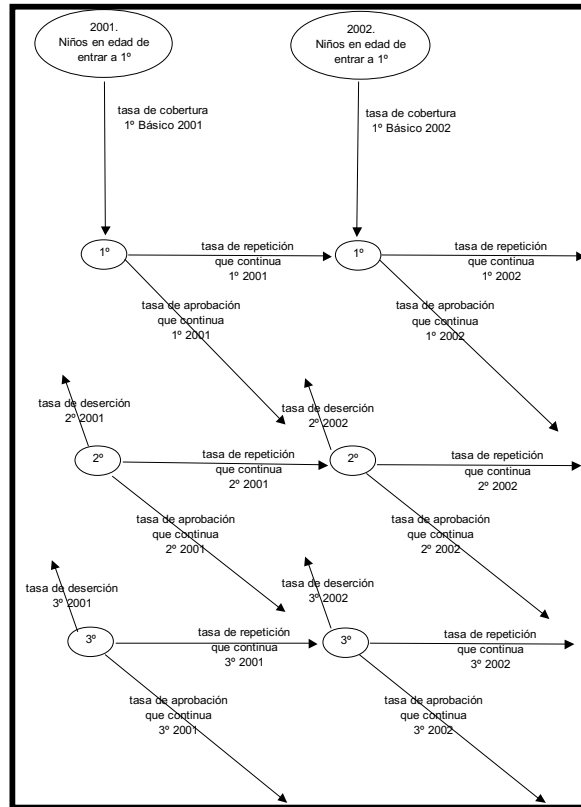 2001.
Niños en edad de
entrar a 1º
2002.
Niños en edad de
entrar a 1º
tasa de cobertura
1º Básico 2001
tasa de cobertura
1º Básico 2002
1º
tasa de repetición
que continua
1º 2001
1º
tasa de repetición
que continua
1º 2002
tasa de aprobación
que continua
1º 2001
tasa de aprobación
que continua
1º 2002
tasa de deserción
2º 2001
tasa de deserción
2º 2002
2º
tasa de repetición
que continua
2º 2001
2º
tasa de repetición
que continua
2º 2002
tasa de aprobación
que continua
2º 2001
tasa de aprobación
que continua
2º 2002
tasa de deserción
3º 2001
tasa de deserción
3º 2002
3º
tasa de repetición
que continua
3º 2001
3º
tasa de repetición
que continua
3º 2002
tasa de aprobación
que continua
3º 2001
tasa de aprobación
que continua
3º 2002